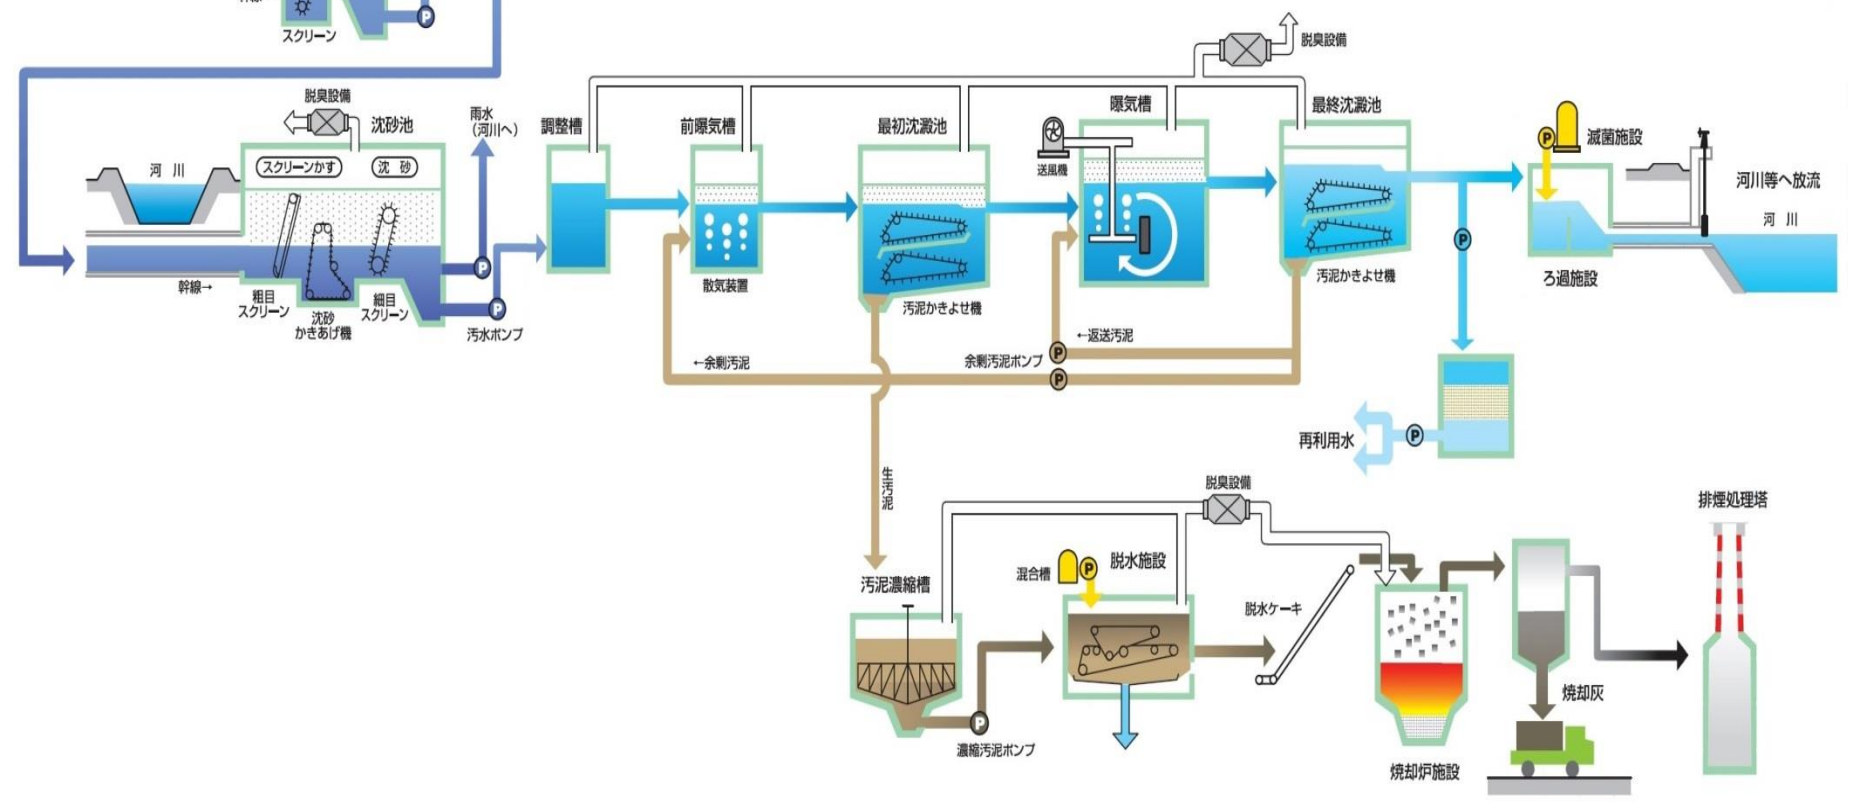 スクリーン
脱臭設備
沈砂池
スクリーンかす
沈 砂
河 川
幹線→
粗目
スクリーン
沈砂
かきあげ機
細目
スクリーン
雨水
(河川へ)
P
P
P
汚水ポンプ
調整槽
前曝気槽
散気装置
最初沈澱池
汚泥かきよせ機
送風機
曝気槽
最終沈澱池
汚泥かきよせ機
脱臭設備
←返送汚泥
余剰汚泥ポンプ
P
P
←余剰汚泥
P
滅菌施設
ろ過施設
河川等へ放流
河 川
P
P
再利用水
生汚泥
汚泥濃縮槽
P
濃縮汚泥ポンプ
混合槽
P
脱水施設
脱臭設備
脱水ケーキ
焼却炉施設
焼却灰
排煙処理塔